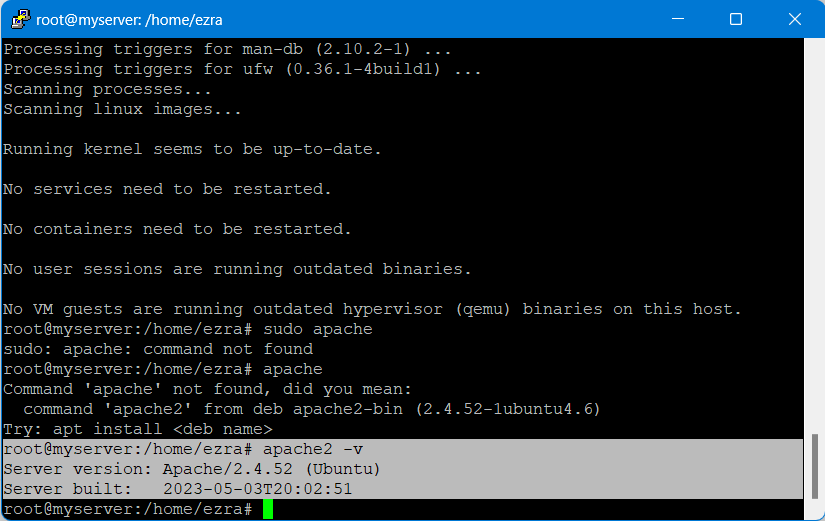 root@myserver: /home/ezra
Processing triggers for man-db (2.10.2-1) ...
Processing triggers for ufw (0.36.1-4build1) ...
Scanning processes...
Scanning linux images...
Running kernel seems to be up-to-date.
No services need to be restarted.
No containers need to be restarted.
No user sessions are running outdated binaries.
No VM guests are running outdated hypervisor (qemu) binaries on this host.
root@myserver:/home/ezra# sudo apache
sudo: apache: command not found
root@myserver:/home/ezra# apache
Command 'apache' not found, did you mean:
  command 'apache2' from deb apache2-bin (2.4.52-1ubuntu4.6)
Try: apt install <deb name>
root@myserver:/home/ezra# apache2 -v
Server version: Apache/2.4.52 (Ubuntu)
Server built:   2023-05-03T20:02:51
root@myserver:/home/ezra#